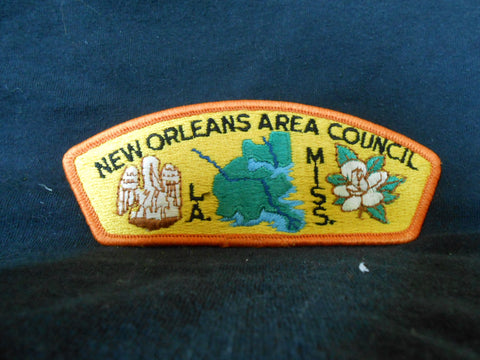 NEW ORLEANS AREA COUNCIL
LA.
MISS.